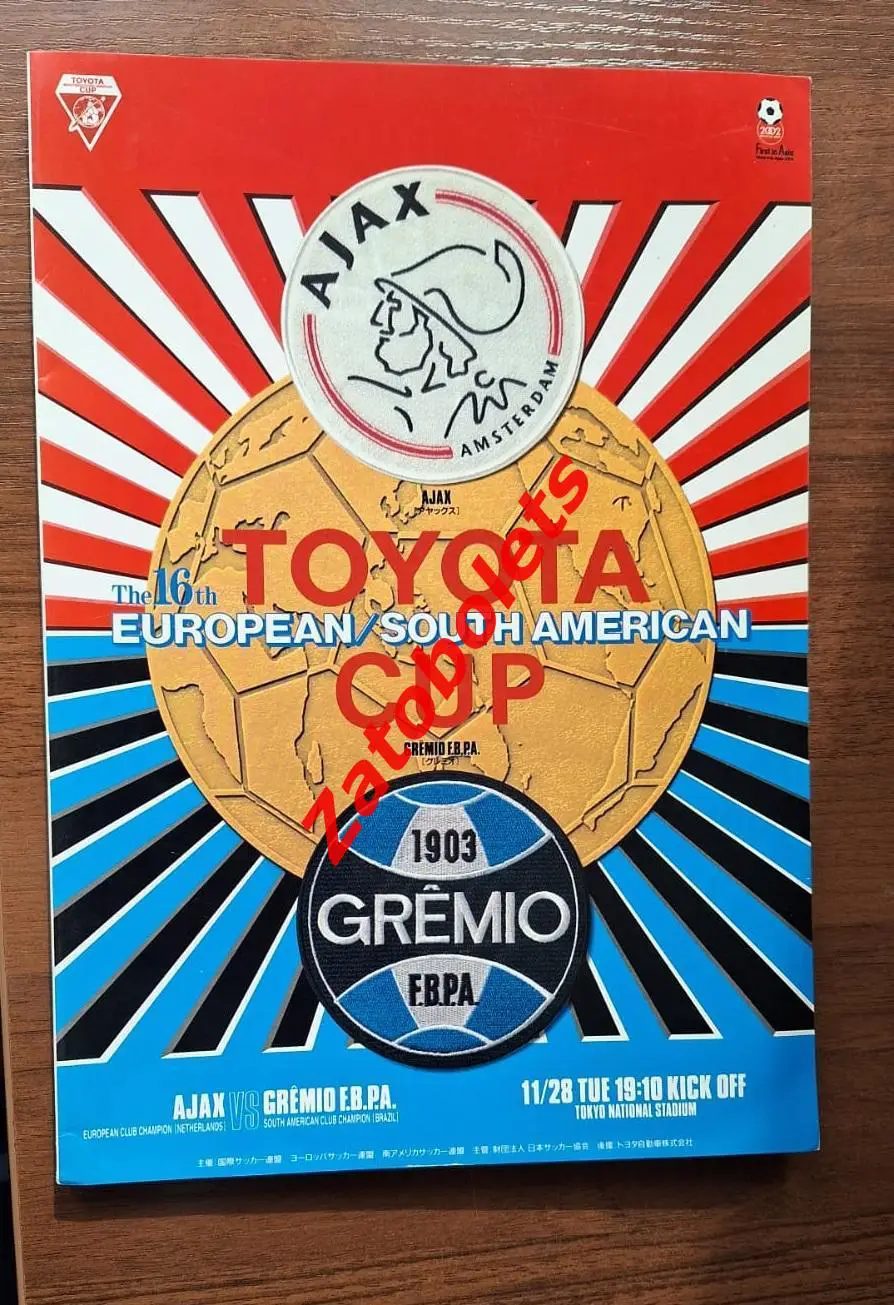 TOYOTA
CUP
2002
First in Asia
AJAX
AMSTERDAM
AJAX
[アヤックス]
The 16th TOYOTA
EUROPEAN/SOUTH AMERICAN
CUP
GRÊMIO F.B.P.A.
[グレミオ]
Zatobolets
1903
GRÊMIO
F.B.P.A.
AJAX VS GRÊMIO F.B.P.A.
EUROPEAN CLUB CHAMPION [NETHERLANDS] SOUTH AMERICAN CLUB CHAMPION [BRAZIL]
11/28 TUE 19:10 KICK OFF
TOKYO NATIONAL STADIUM
主催:国際サッカー連盟 ヨーロッパサッカー連盟 南アメリカサッカー連盟 主管:財団法人 日本サッカー協会 後援:トヨタ自動車株式会社